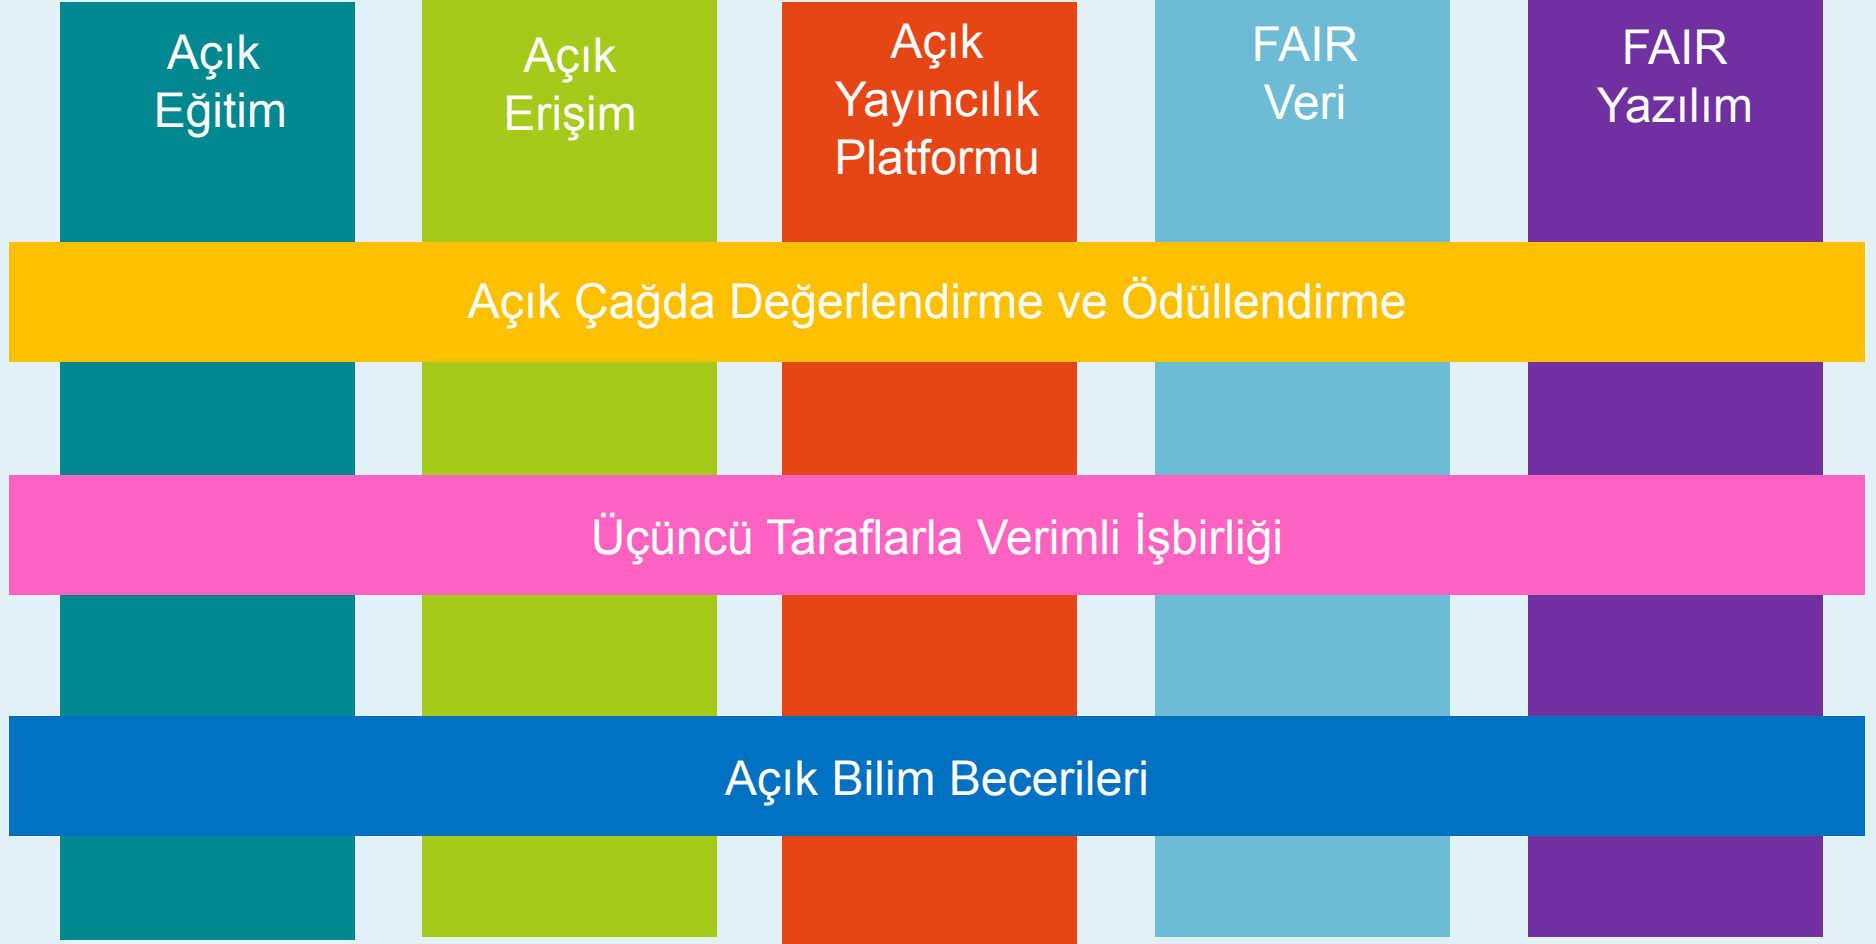 Açık
Eğitim
Açık
Erişim
Açık
Yayıncılık
Platformu
FAIR
Veri
FAIR
Yazılım
Açık Çağda Değerlendirme ve Ödüllendirme
Üçüncü Taraflarla Verimli İşbirliği
Açık Bilim Becerileri